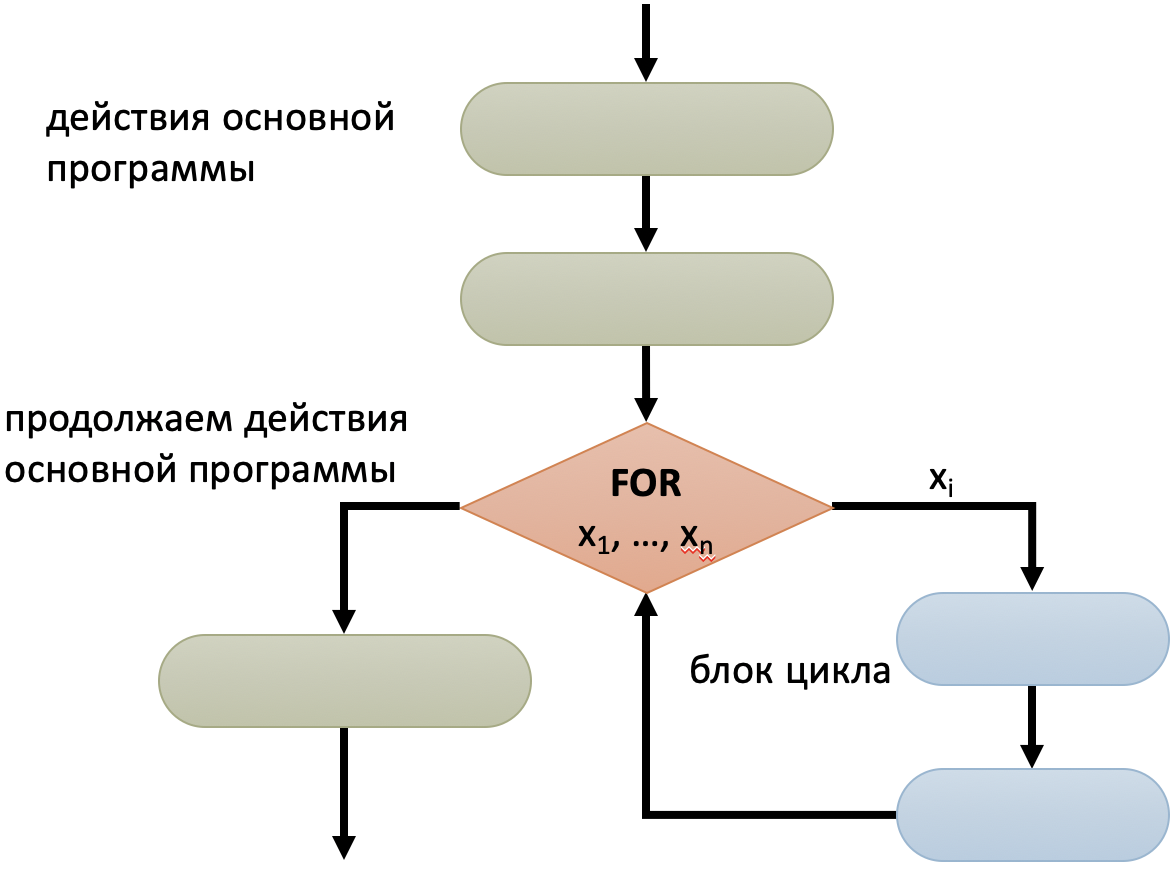 действия основной
программы
продолжаем действия
основной программы
FOR
x₁, ..., xₙ
xᵢ
блок цикла